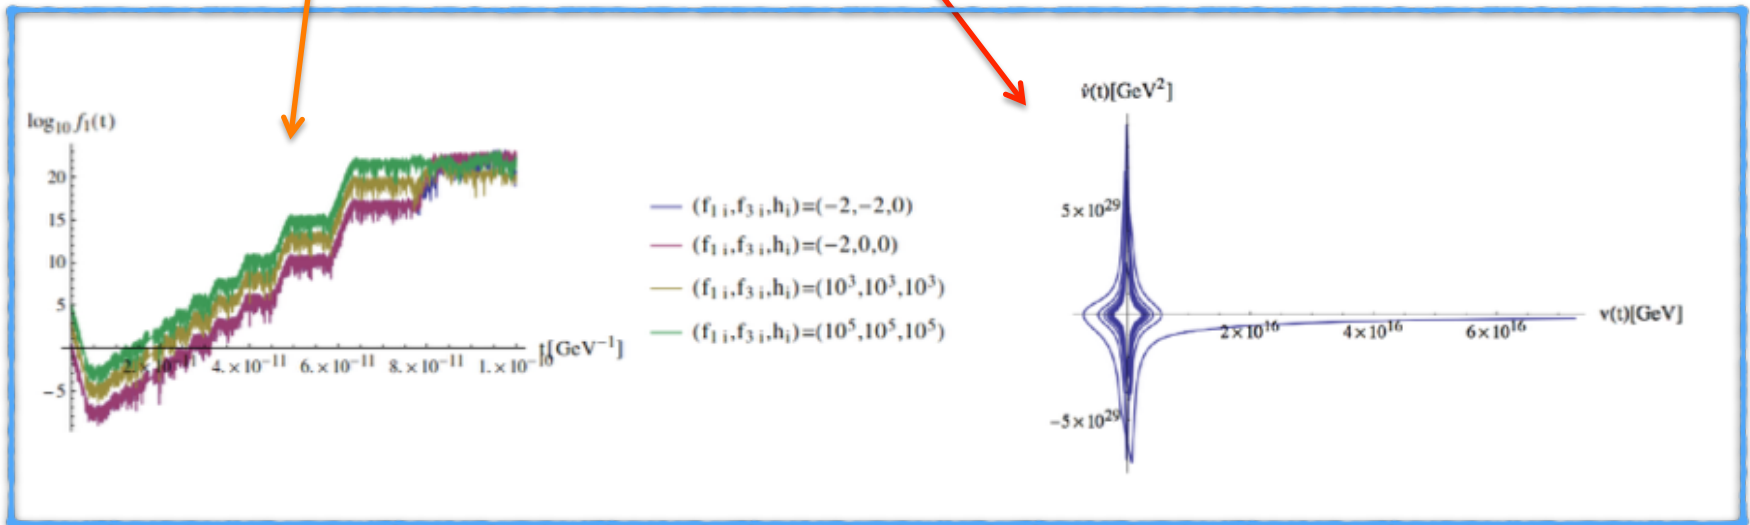 log₁₀ f₁(t)
20
15
10
5
−5
2. × 10⁻¹¹ 4. × 10⁻¹¹ 6. × 10⁻¹¹ 8. × 10⁻¹¹ 1. × 10⁻¹⁰
t[GeV⁻¹]
(f₁ ᵢ,f₃ ᵢ,hᵢ)=(−2,−2,0)
(f₁ ᵢ,f₃ ᵢ,hᵢ)=(−2,0,0)
(f₁ ᵢ,f₃ ᵢ,hᵢ)=(10³,10³,10³)
(f₁ ᵢ,f₃ ᵢ,hᵢ)=(10⁵,10⁵,10⁵)
v̇(t)[GeV²]
5×10²⁹
−5×10²⁹
2×10¹⁶ 4×10¹⁶ 6×10¹⁶
v(t)[GeV]